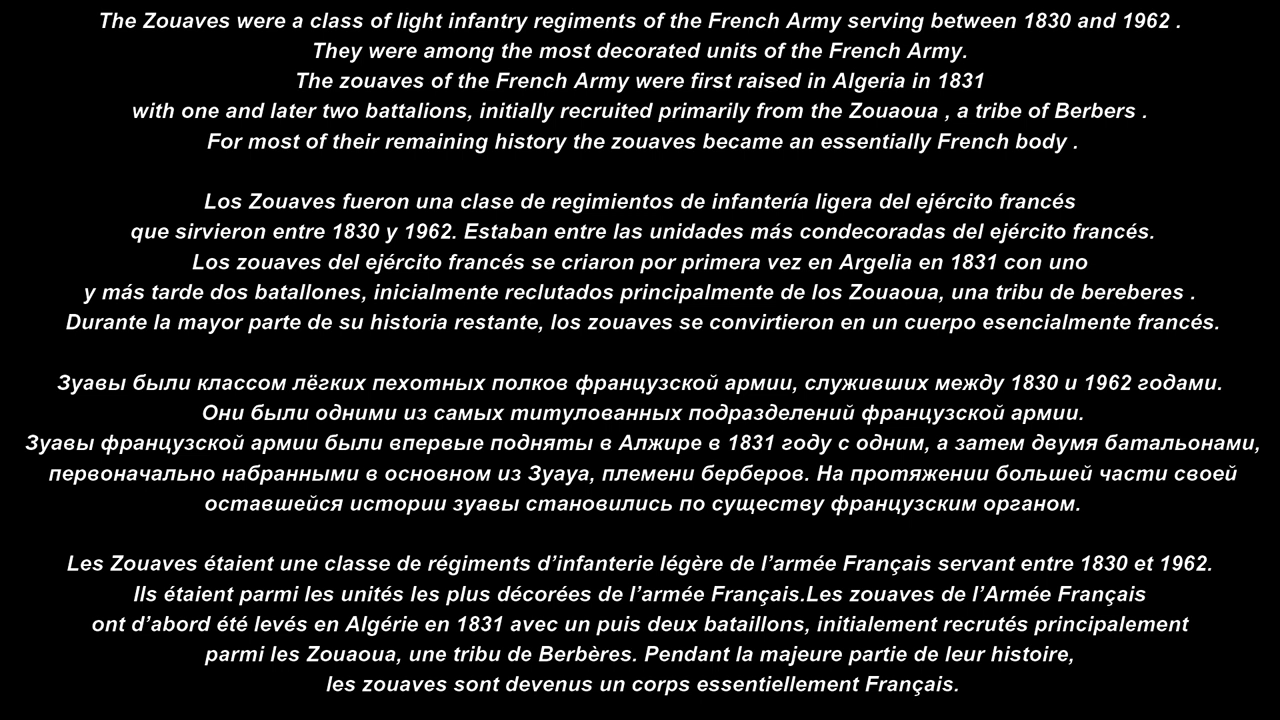 The Zouaves were a class of light infantry regiments of the French Army serving between 1830 and 1962 .
They were among the most decorated units of the French Army.
The zouaves of the French Army were first raised in Algeria in 1831
with one and later two battalions, initially recruited primarily from the Zouaoua , a tribe of Berbers .
For most of their remaining history the zouaves became an essentially French body .
Los Zouaves fueron una clase de regimientos de infantería ligera del ejército francés
que sirvieron entre 1830 y 1962. Estaban entre las unidades más condecoradas del ejército francés.
Los zouaves del ejército francés se criaron por primera vez en Argelia en 1831 con uno
y más tarde dos batallones, inicialmente reclutados principalmente de los Zouaoua, una tribu de bereberes .
Durante la mayor parte de su historia restante, los zouaves se convirtieron en un cuerpo esencialmente francés.
Зуавы были классом лёгких пехотных полков французской армии, служивших между 1830 и 1962 годами.
Они были одними из самых титулованных подразделений французской армии.
Зуавы французской армии были впервые подняты в Алжире в 1831 году с одним, а затем двумя батальонами,
первоначально набранными в основном из Зуауа, племени берберов. На протяжении большей части своей
оставшейся истории зуавы становились по существу французским органом.
Les Zouaves étaient une classe de régiments d’infanterie légère de l’armée Français servant entre 1830 et 1962.
Ils étaient parmi les unités les plus décorées de l’armée Français.Les zouaves de l’Armée Français
ont d’abord été levés en Algérie en 1831 avec un puis deux bataillons, initialement recrutés principalement
parmi les Zouaoua, une tribu de Berbères. Pendant la majeure partie de leur histoire,
les zouaves sont devenus un corps essentiellement Français.